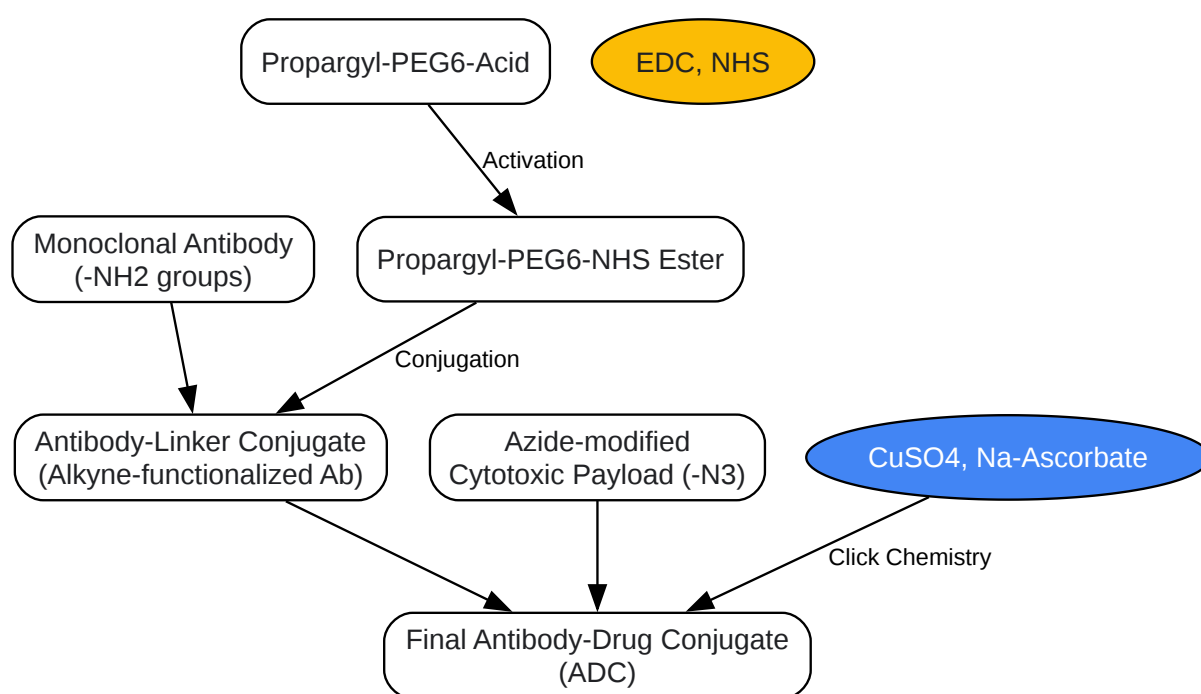 Propargyl-PEG6-Acid
EDC, NHS
Activation
Monoclonal Antibody
(-NH2 groups)
Propargyl-PEG6-NHS Ester
Conjugation
Antibody-Linker Conjugate
(Alkyne-functionalized Ab)
Azide-modified
Cytotoxic Payload (-N3)
CuSO4, Na-Ascorbate
Click Chemistry
Final Antibody-Drug Conjugate
(ADC)